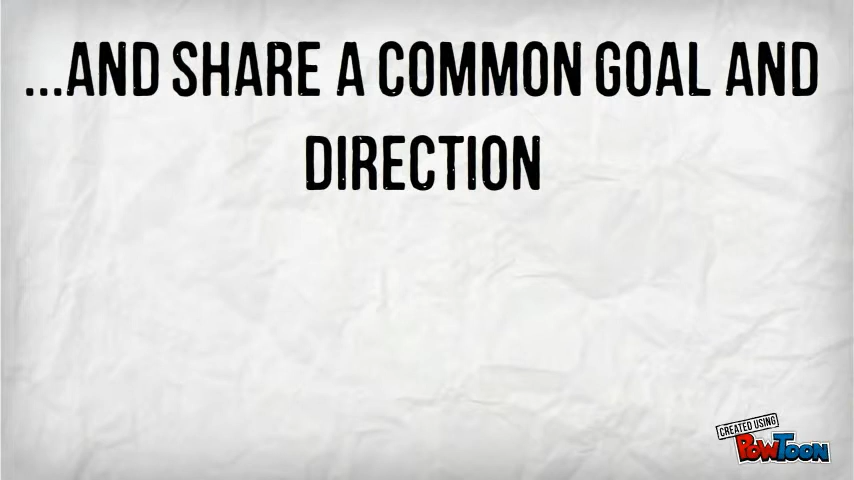 ...AND SHARE A COMMON GOAL AND
DIRECTION
CREATED USING
POWTOON